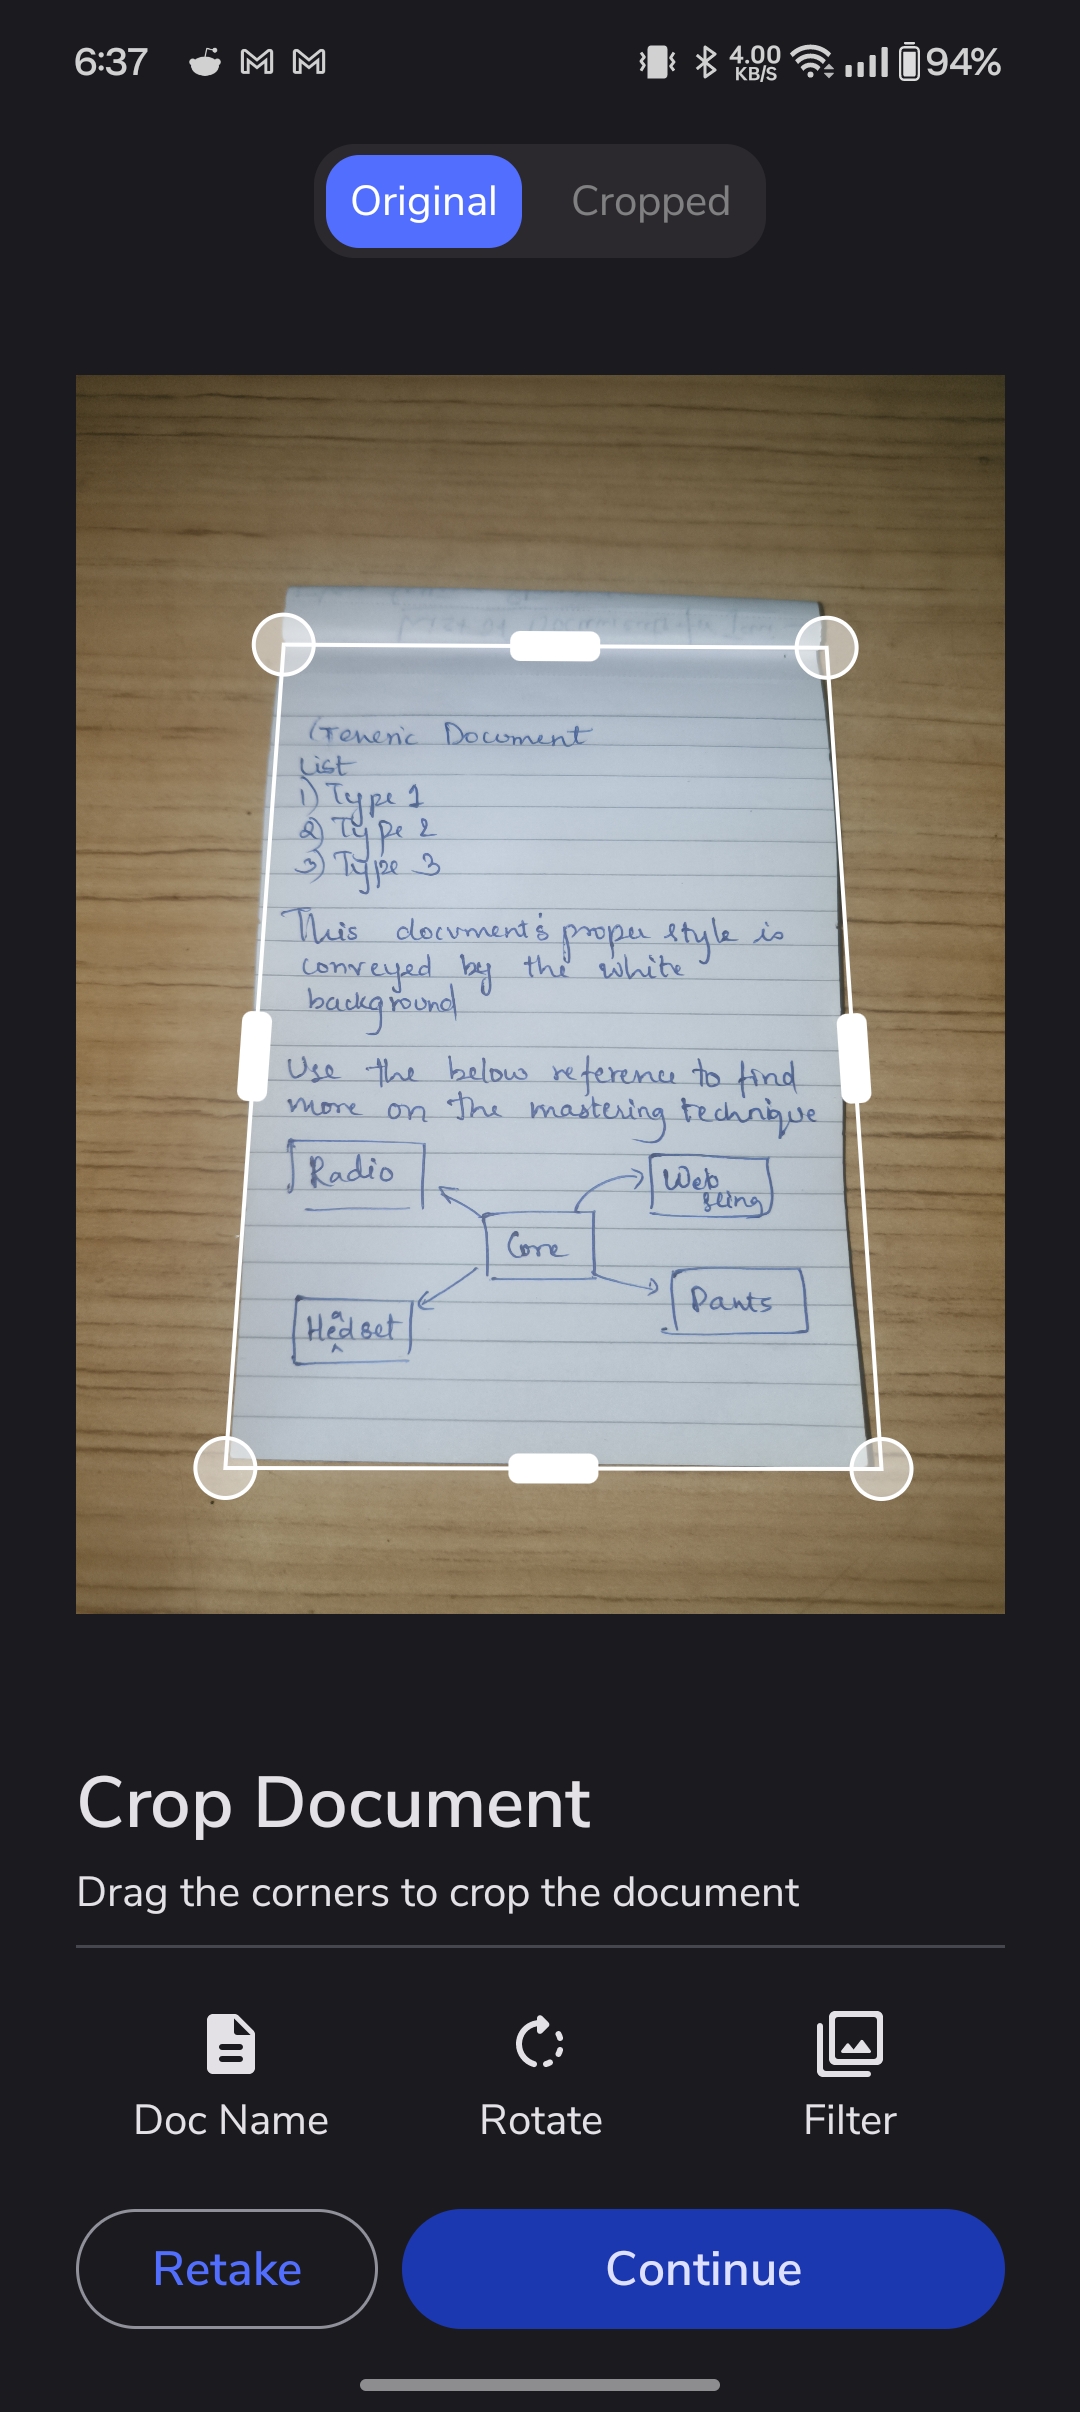 6:37
4.00
KB/S
94%
Original
Cropped
Generic Document
List
1) Type 1
2) Type 2
3) Type 3
This document's proper style is
conveyed by the white
background
Use the below reference to find
more on the mastering technique
Radio
Web
sling
Core
Pants
a
Hedset
^
Crop Document
Drag the corners to crop the document
Doc Name
Rotate
Filter
Retake
Continue